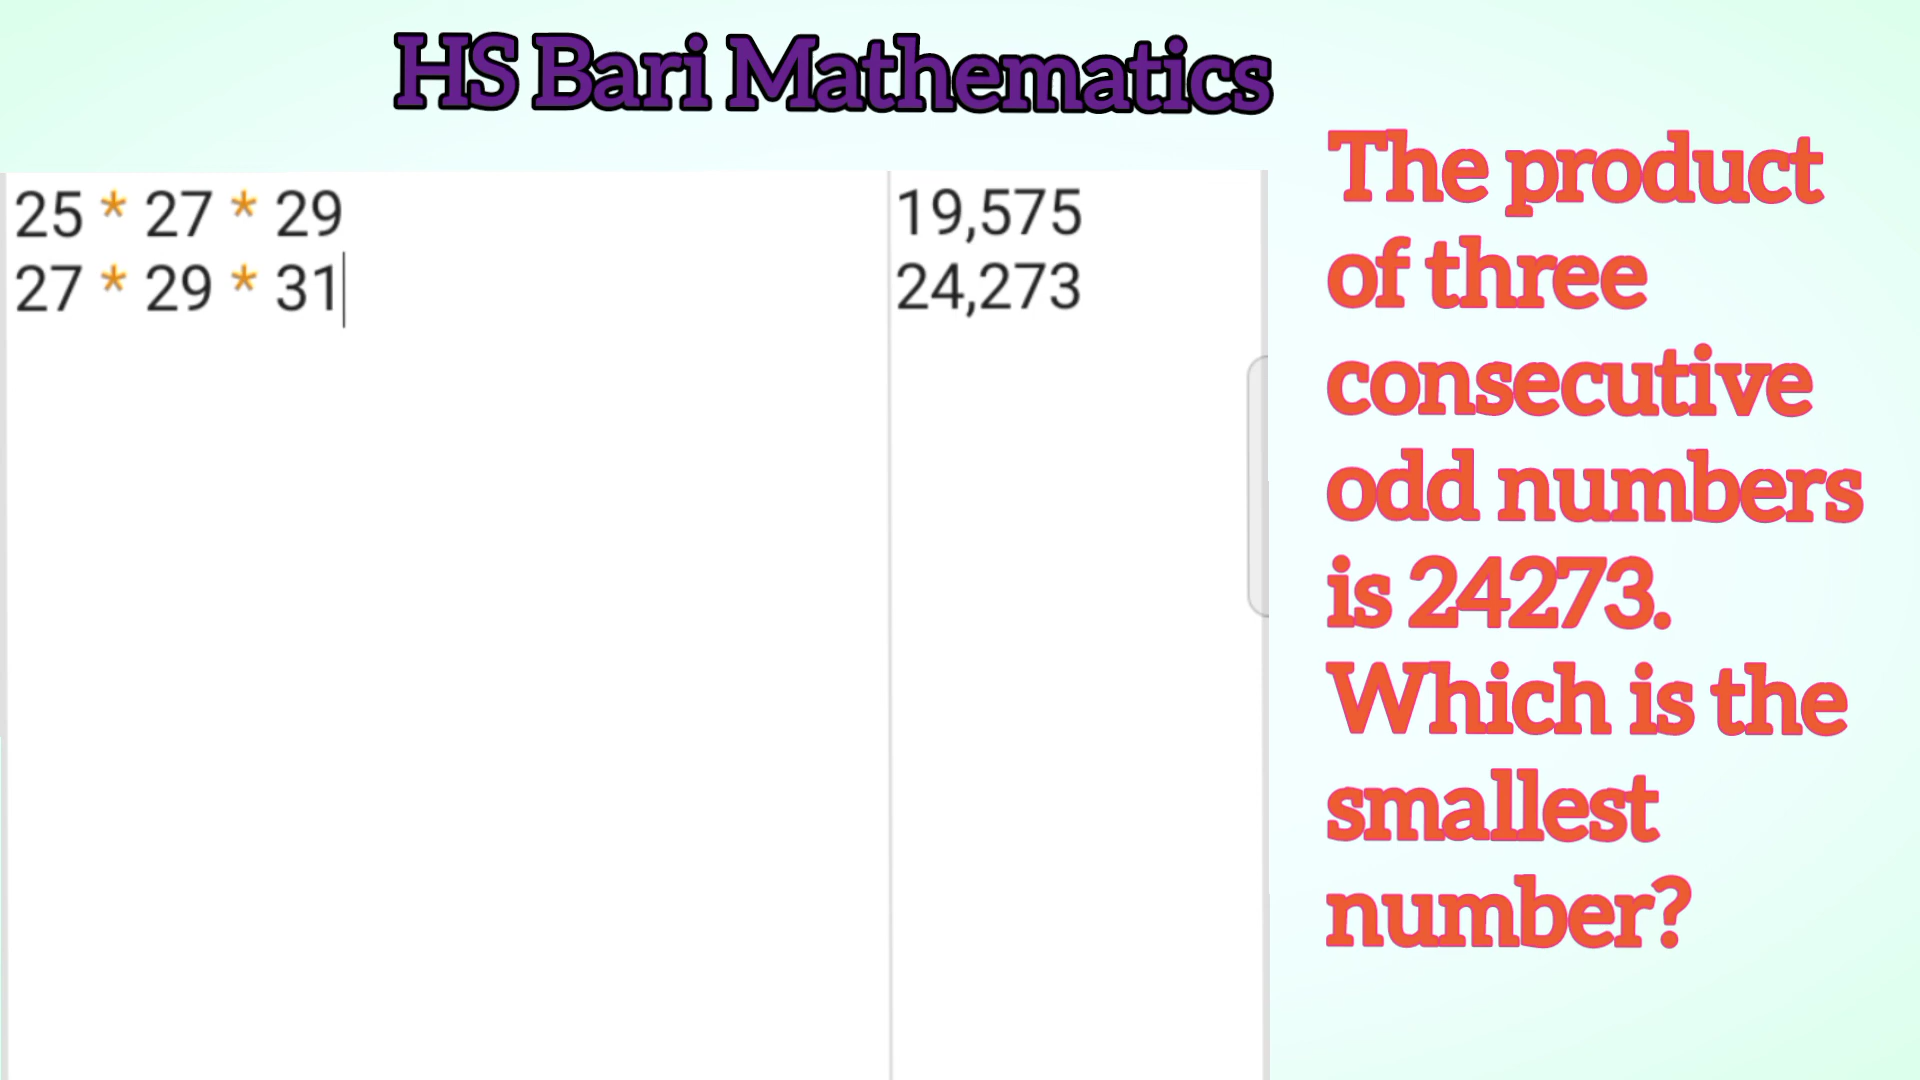 HS Bari Mathematics
25 * 27 * 29
19,575
27 * 29 * 31
24,273
The product
of three
consecutive
odd numbers
is 24273.
Which is the
smallest
number?